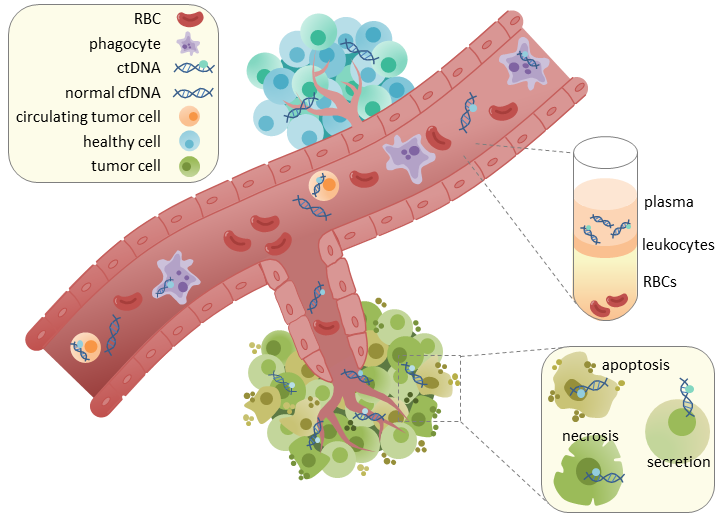 RBC
phagocyte
ctDNA
normal cfDNA
circulating tumor cell
healthy cell
tumor cell
plasma
leukocytes
RBCs
apoptosis
necrosis
secretion